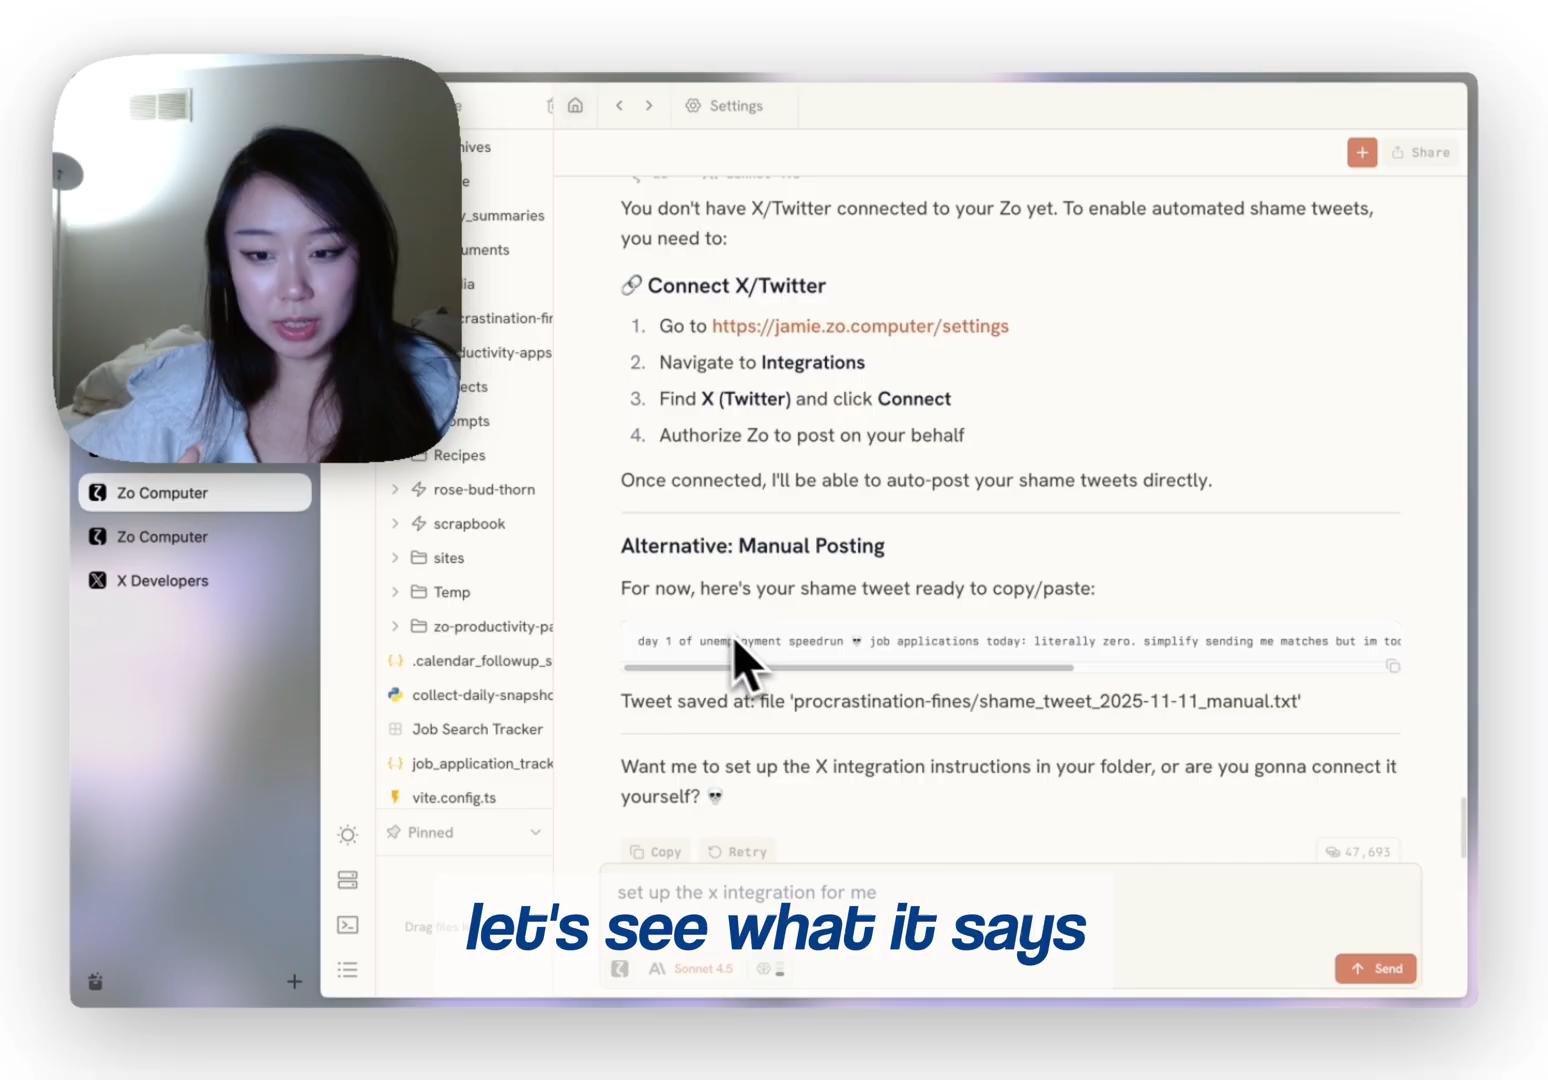 Settings
Share
hives
y_summaries
uments
crastination-fir
ductivity-apps
ects
ompts
Recipes
rose-bud-thorn
scrapbook
sites
Temp
zo-productivity-pa
.calendar_followup_s
collect-daily-snapsho
Job Search Tracker
job_application_track
vite.config.ts
Pinned
Drag files
Zo Computer
Zo Computer
X Developers
You don't have X/Twitter connected to your Zo yet. To enable automated shame tweets,
you need to:
🔗 Connect X/Twitter
1. Go to https://jamie.zo.computer/settings
2. Navigate to Integrations
3. Find X (Twitter) and click Connect
4. Authorize Zo to post on your behalf
Once connected, I'll be able to auto-post your shame tweets directly.
Alternative: Manual Posting
For now, here's your shame tweet ready to copy/paste:
day 1 of unemployment speedrun 💀 job applications today: literally zero. simplify sending me matches but im too
Tweet saved at: file 'procrastination-fines/shame_tweet_2025-11-11_manual.txt'
Want me to set up the X integration instructions in your folder, or are you gonna connect it
yourself? 💀
Copy
Retry
47,693
set up the x integration for me
let's see what it says
Sonnet 4.5
Send